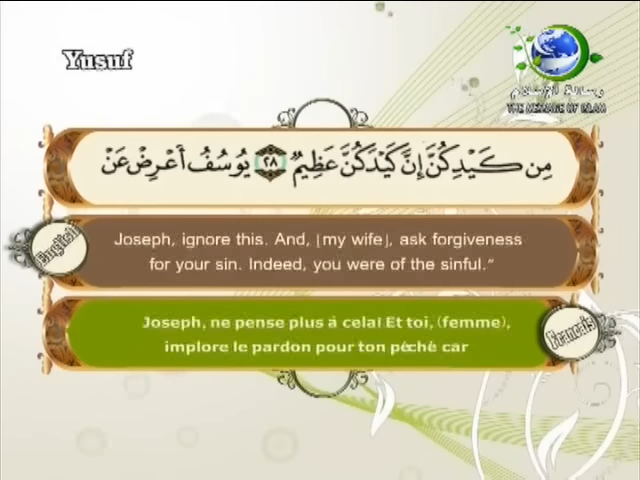 Yusuf
رسالة الإسلام
THE MESSAGE OF ISLAM
مِن كَيْدِكُنَّ إِنَّ كَيْدَكُنَّ عَظِيمٌ ٢٨ يُوسُفُ أَعْرِضْ عَنْ
English
Joseph, ignore this. And, [my wife], ask forgiveness
for your sin. Indeed, you were of the sinful."
Joseph, ne pense plus à cela! Et toi, (femme),
implore le pardon pour ton péché car
Français